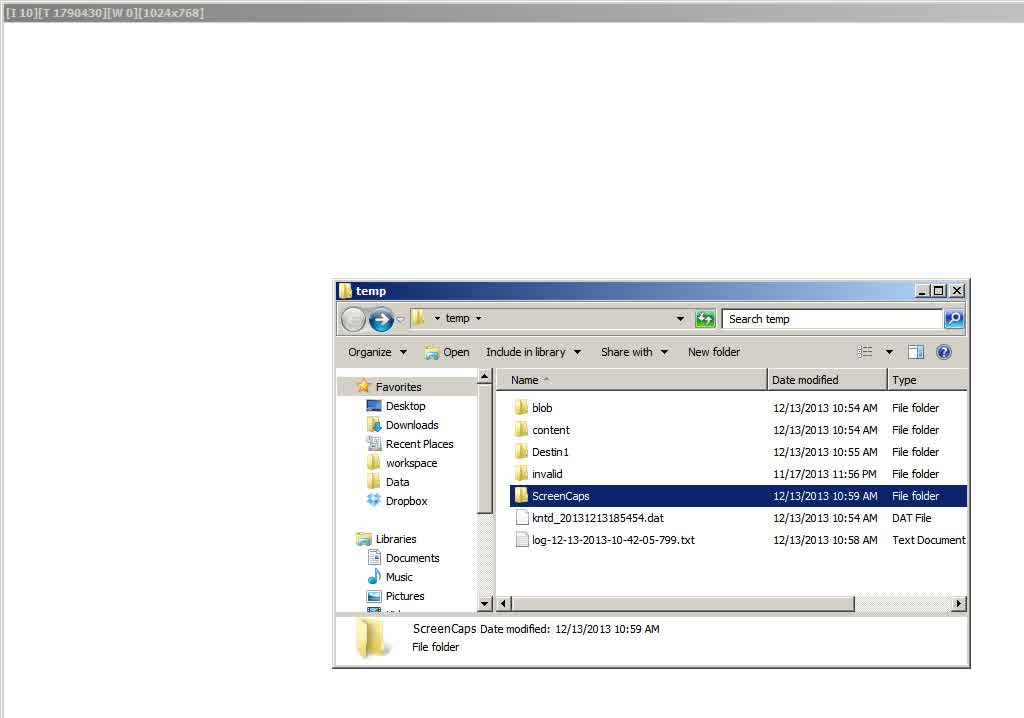 [I 10][T 1790430][W 0][1024x768]
temp
temp
Search temp
Organize Open Include in library Share with New folder
Name Date modified Type
Favorites
Desktop
Downloads
Recent Places
workspace
Data
Dropbox
Libraries
Documents
Music
Pictures
blob 12/13/2013 10:54 AM File folder
content 12/13/2013 10:54 AM File folder
Destin1 12/13/2013 10:55 AM File folder
invalid 11/17/2013 11:56 PM File folder
ScreenCaps 12/13/2013 10:59 AM File folder
kntd_20131213185454.dat 12/13/2013 10:54 AM DAT File
log-12-13-2013-10-42-05-799.txt 12/13/2013 10:58 AM Text Document
ScreenCaps Date modified: 12/13/2013 10:59 AM
File folder